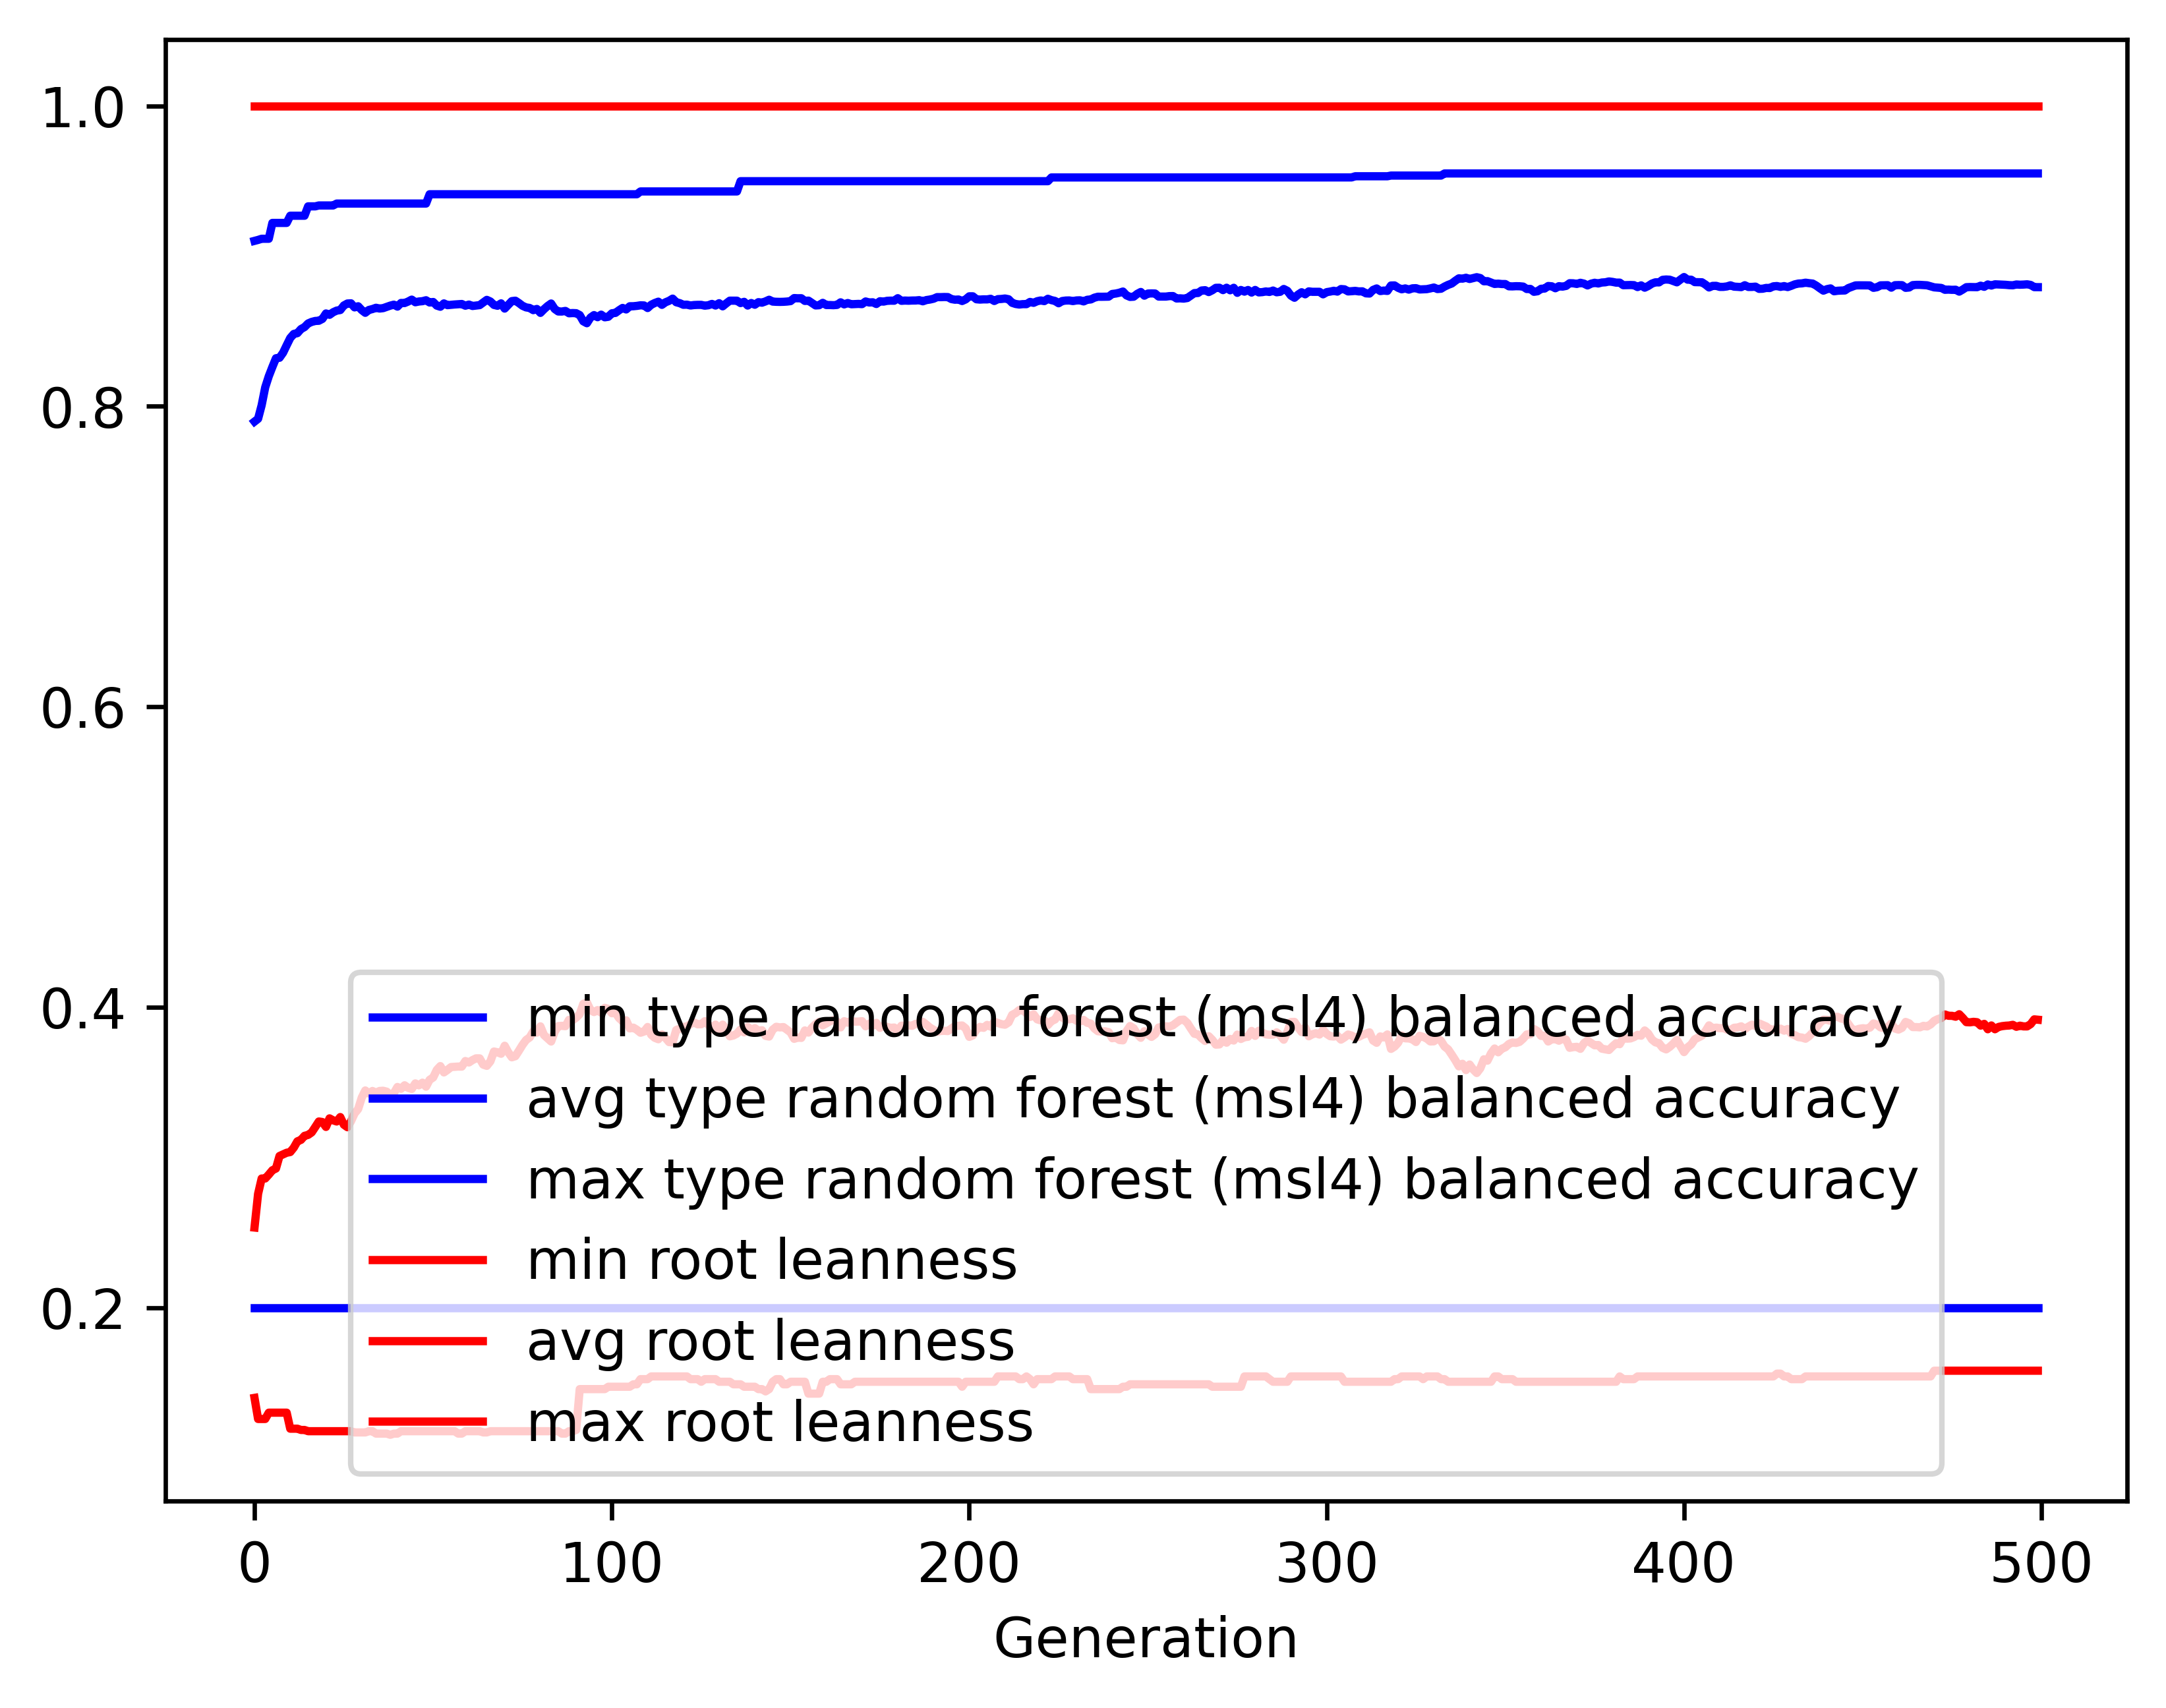 1.0
0.8
0.6
0.4
0.2
min type random forest (msl4) balanced accuracy
avg type random forest (msl4) balanced accuracy
max type random forest (msl4) balanced accuracy
min root leanness
avg root leanness
max root leanness
0 100 200 300 400 500
Generation